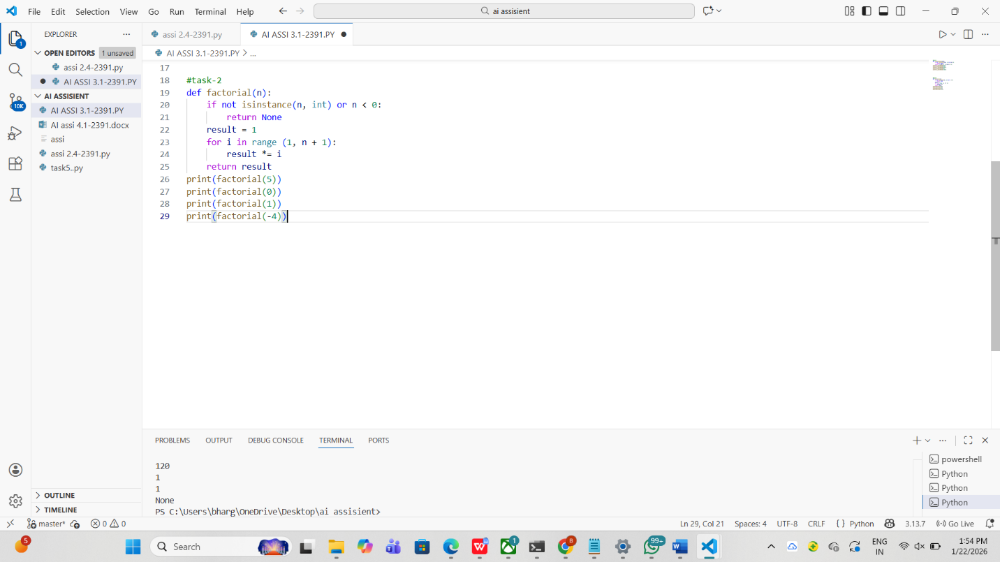 File Edit Selection View Go Run Terminal Help
ai assisient
EXPLORER
assi 2.4-2391.py
AI ASSI 3.1-2391.PY
1
OPEN EDITORS 1 unsaved
AI ASSI 3.1-2391.PY > ...
assi 2.4-2391.py
AI ASSI 3.1-2391.PY
AI ASSISIENT
10K
AI ASSI 3.1-2391.PY
AI assi 4.1-2391.docx
assi
assi 2.4-2391.py
task5..py
17
18 #task-2
19 def factorial(n):
20 if not isinstance(n, int) or n < 0:
21 return None
22 result = 1
23 for i in range (1, n + 1):
24 result *= i
25 return result
26 print(factorial(5))
27 print(factorial(0))
28 print(factorial(1))
29 print(factorial(-4))
PROBLEMS OUTPUT DEBUG CONSOLE TERMINAL PORTS
120
1
1
None
PS C:\Users\bharg\OneDrive\Desktop\ai assisient>
powershell
Python
Python
Python
OUTLINE
TIMELINE
master* 0 0 Ln 29, Col 21 Spaces: 4 UTF-8 CRLF { } Python 3.13.7 Go Live
5
Search
1
8
99+
ENG
IN
1:54 PM
1/22/2026